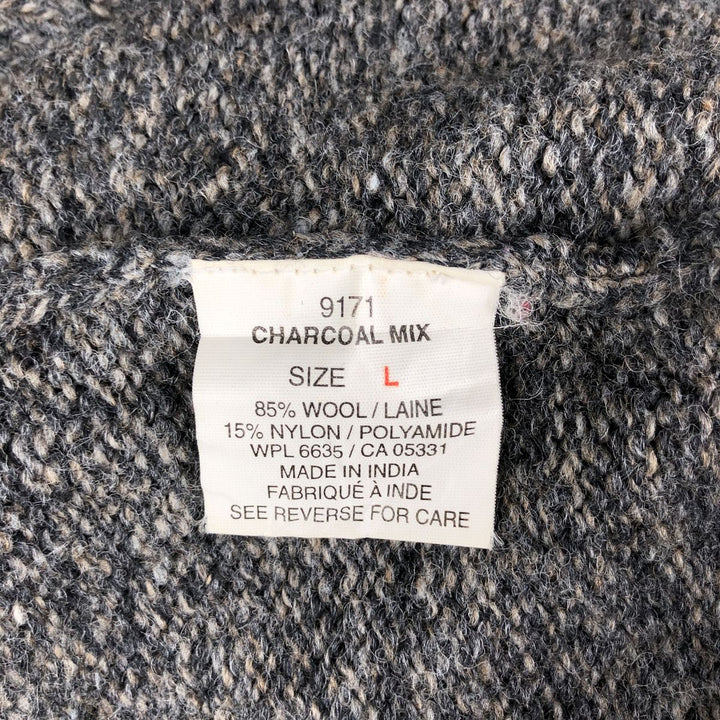 9171
CHARCOAL MIX
SIZE L
85% WOOL / LAINE
15% NYLON / POLYAMIDE
WPL 6635 / CA 05331
MADE IN INDIA
FABRIQUÉ À INDE
SEE REVERSE FOR CARE